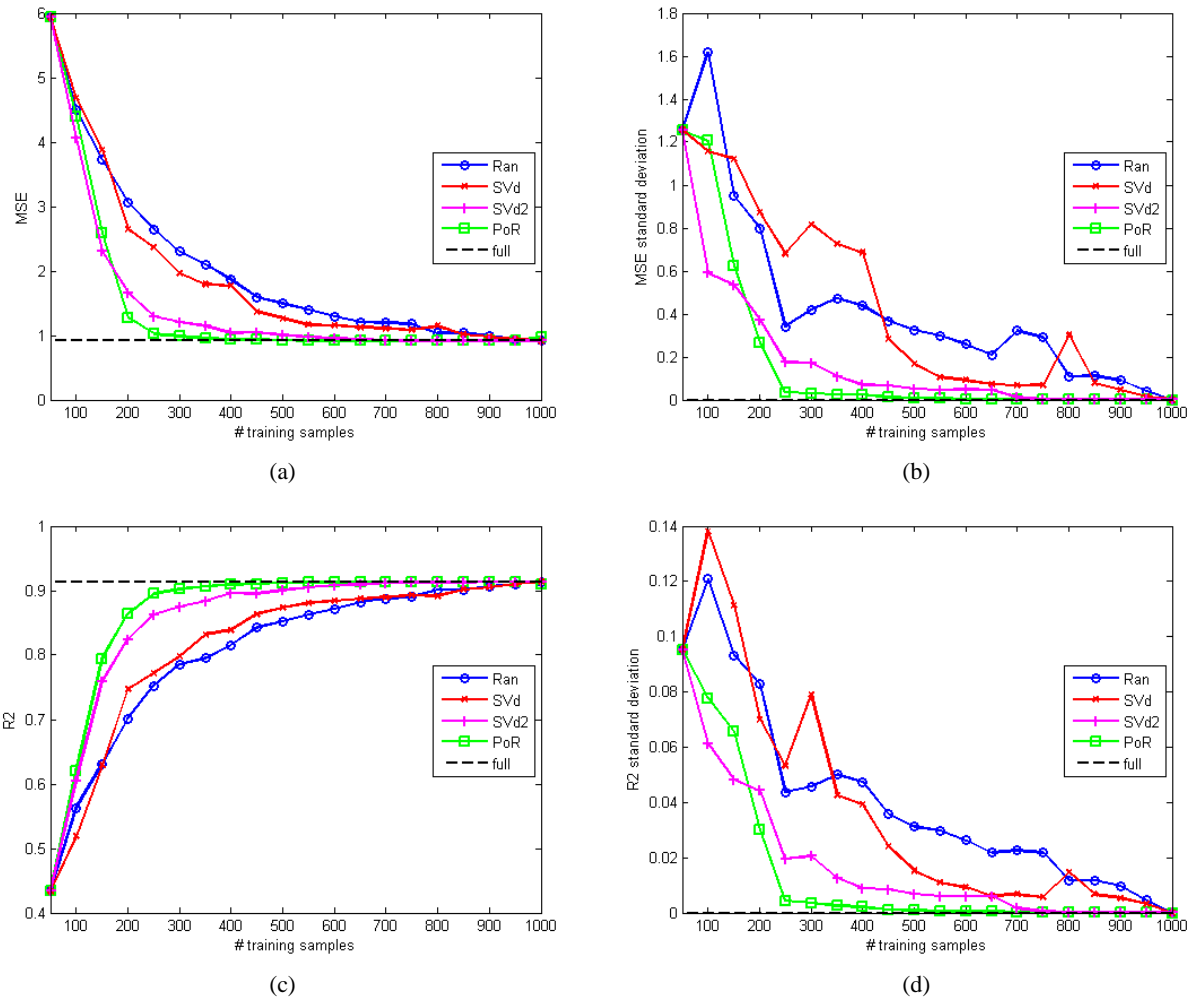 6
5
4
3
2
1
0
MSE
100 200 300 400 500 600 700 800 900 1000
# training samples
Ran
SVd
SVd2
PoR
full
(a)
1.8
1.6
1.4
1.2
1
0.8
0.6
0.4
0.2
0
MSE standard deviation
100 200 300 400 500 600 700 800 900 1000
# training samples
Ran
SVd
SVd2
PoR
full
(b)
1
0.9
0.8
0.7
0.6
0.5
0.4
R2
100 200 300 400 500 600 700 800 900 1000
# training samples
Ran
SVd
SVd2
PoR
full
(c)
0.14
0.12
0.1
0.08
0.06
0.04
0.02
0
R2 standard deviation
100 200 300 400 500 600 700 800 900 1000
# training samples
Ran
SVd
SVd2
PoR
full
(d)